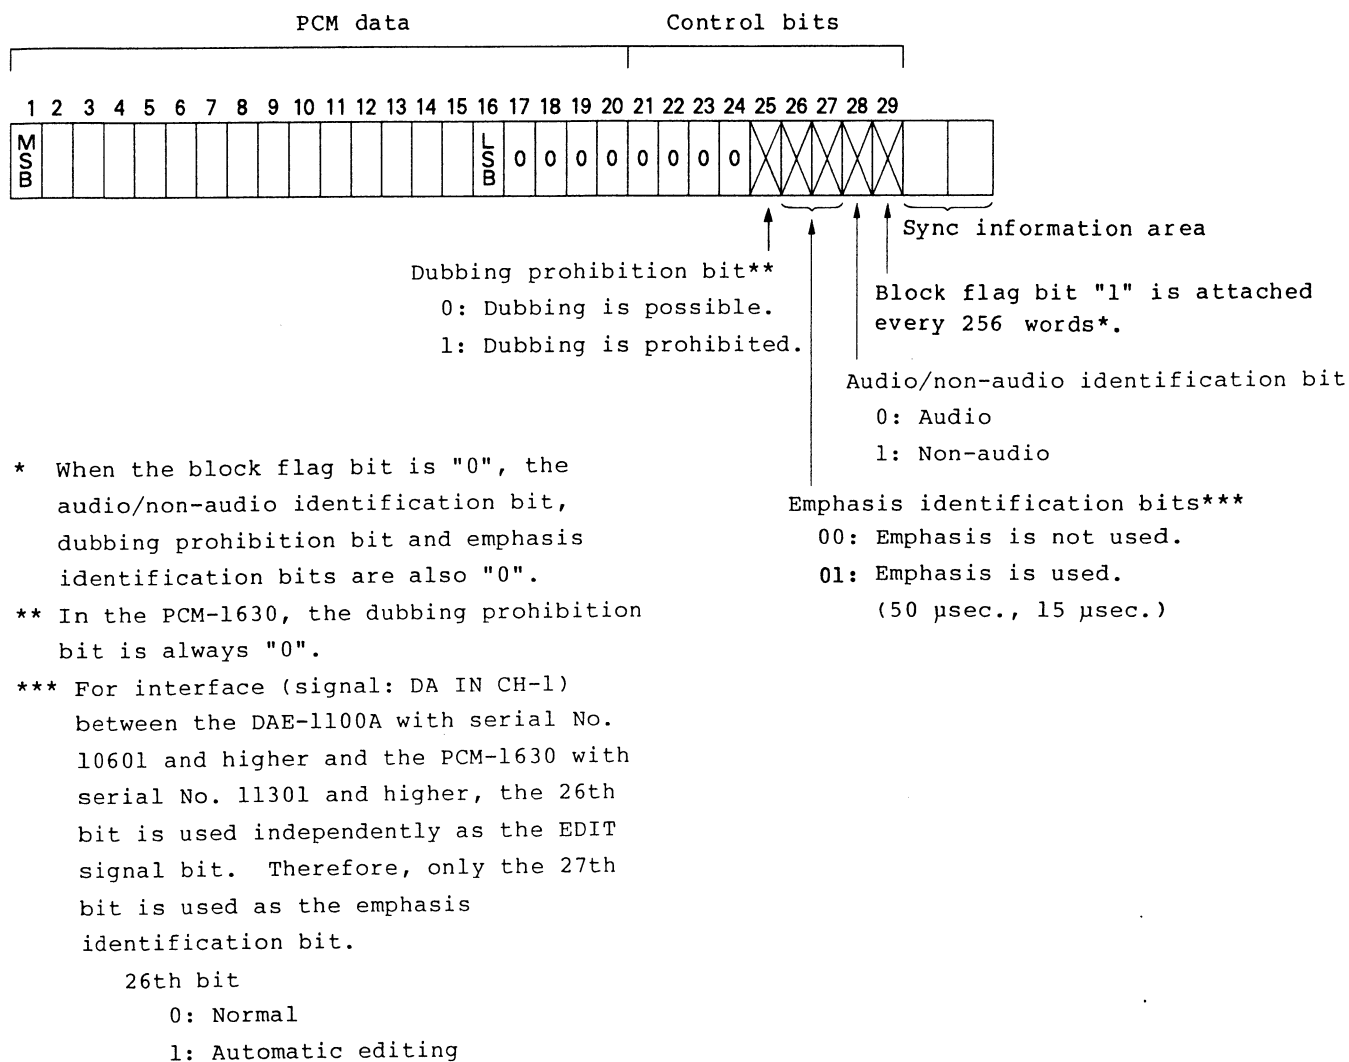 PCM data Control bits
1 2 3 4 5 6 7 8 9 10 11 12 13 14 15 16 17 18 19 20 21 22 23 24 25 26 27 28 29
MSB LSB 0 0 0 0 0 0 0 0
Sync information area
Dubbing prohibition bit**
0: Dubbing is possible.
1: Dubbing is prohibited.
Block flag bit "1" is attached
every 256 words*.
Audio/non-audio identification bit
0: Audio
1: Non-audio
Emphasis identification bits***
00: Emphasis is not used.
01: Emphasis is used.
(50 µsec., 15 µsec.)
* When the block flag bit is "0", the
audio/non-audio identification bit,
dubbing prohibition bit and emphasis
identification bits are also "0".
** In the PCM-1630, the dubbing prohibition
bit is always "0".
*** For interface (signal: DA IN CH-1)
between the DAE-1100A with serial No.
10601 and higher and the PCM-1630 with
serial No. 11301 and higher, the 26th
bit is used independently as the EDIT
signal bit. Therefore, only the 27th
bit is used as the emphasis
identification bit.
26th bit
0: Normal
1: Automatic editing